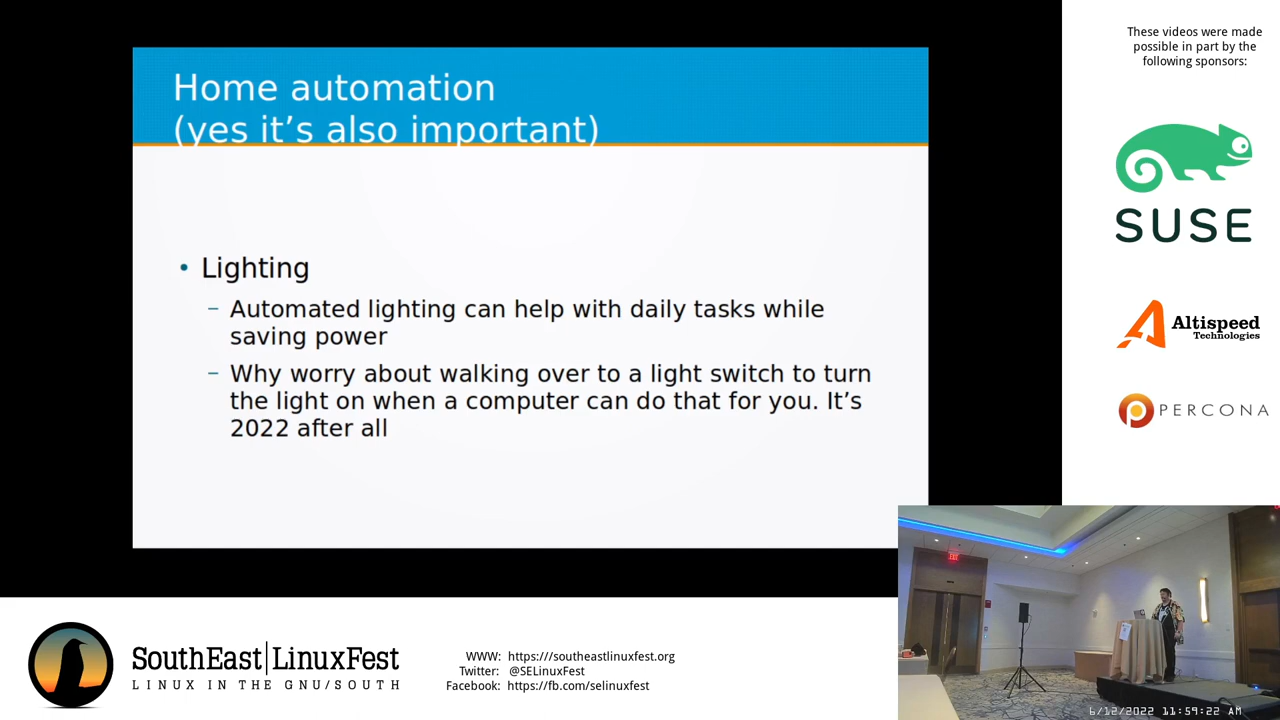 These videos were made
possible in part by the
following sponsors:
Home automation
(yes it’s also important)
• Lighting
– Automated lighting can help with daily tasks while
saving power
– Why worry about walking over to a light switch to turn
the light on when a computer can do that for you. It’s
2022 after all
SUSE
Altispeed
Technologies
PERCONA
SouthEast|LinuxFest
LINUX IN THE GNU/SOUTH
WWW: https://southeastlinuxfest.org
Twitter: @SELinuxFest
Facebook: https://fb.com/selinuxfest
EXIT
6/12/2022 11:59:22 AM